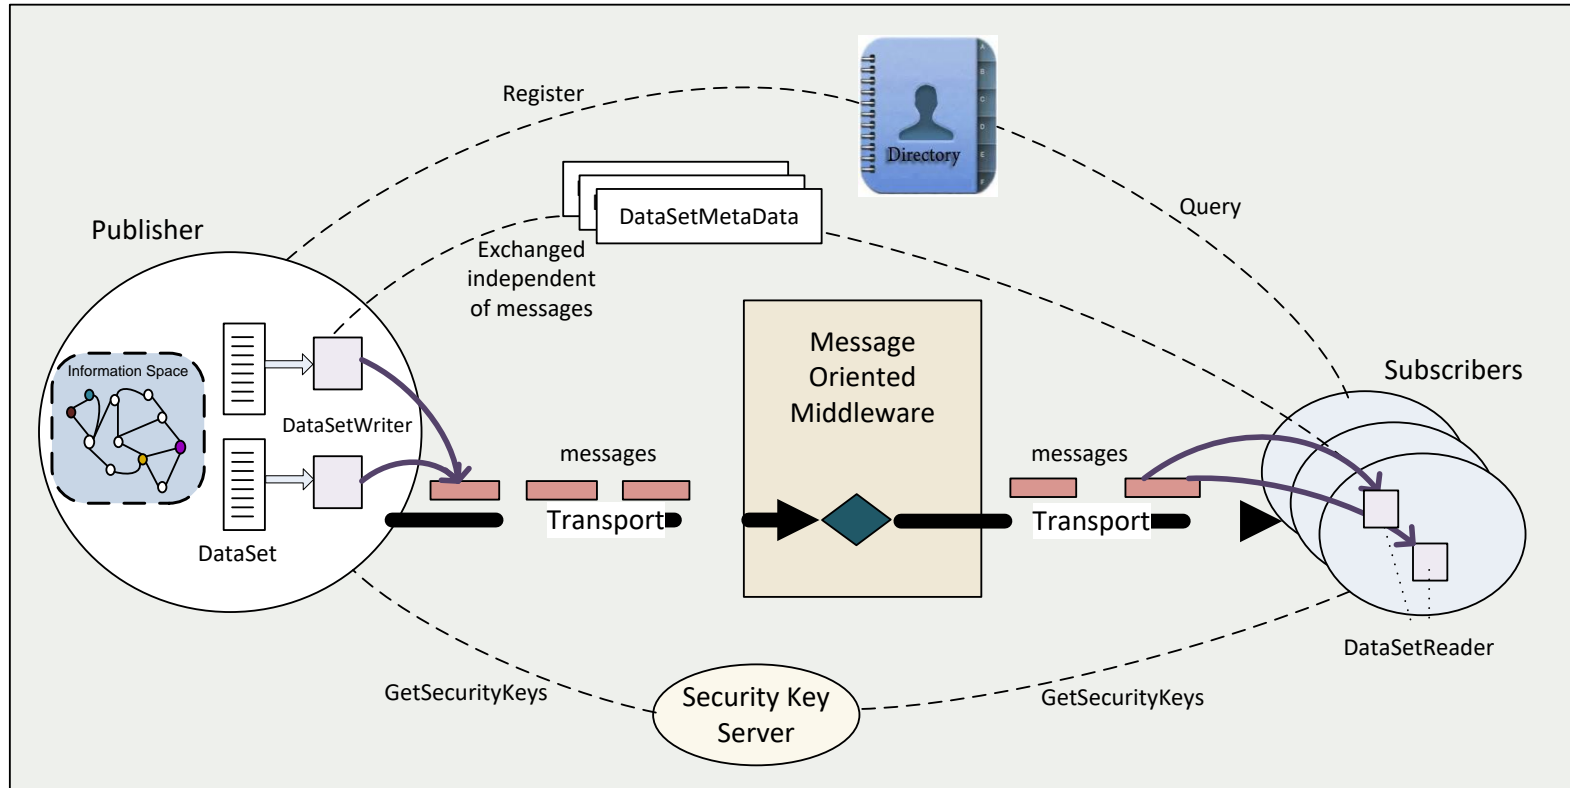 Register
A
B
C
D
E
F
Directory
DataSetMetaData
Query
Publisher
Exchanged
independent
of messages
Message
Oriented
Middleware
Subscribers
Information Space
DataSetWriter
messages
messages
Transport
Transport
DataSet
DataSetReader
GetSecurityKeys
Security Key
Server
GetSecurityKeys